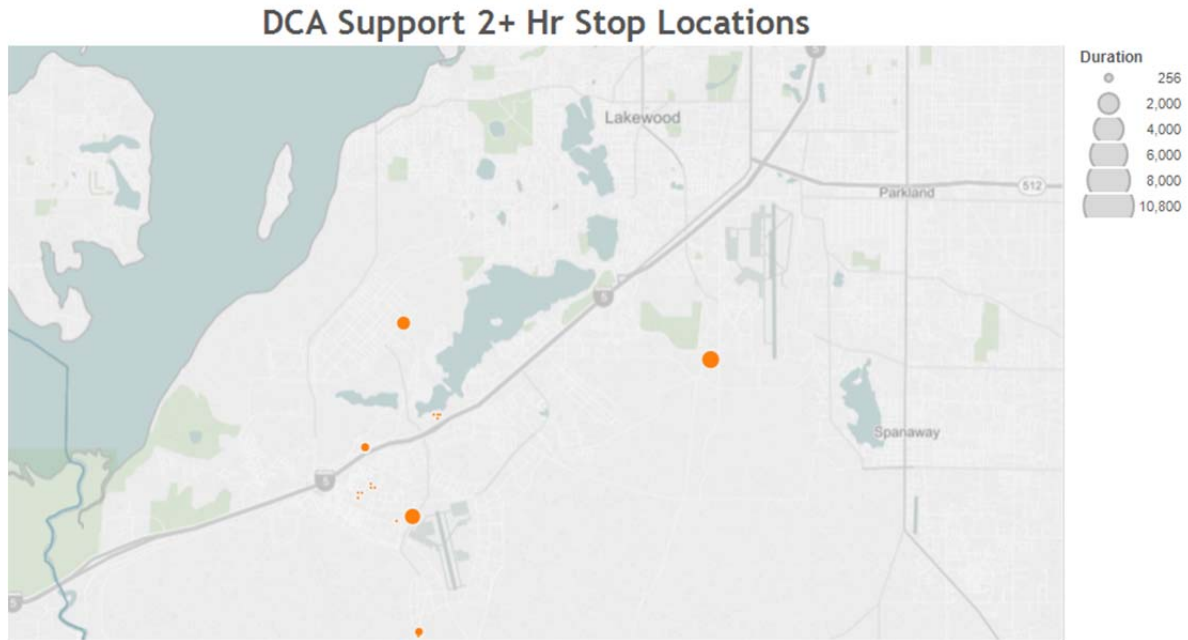 DCA Support 2+ Hr Stop Locations
Duration
256
2,000
4,000
6,000
8,000
10,800
5
Lakewood
512
Parkland
5
Spanaway
5
5